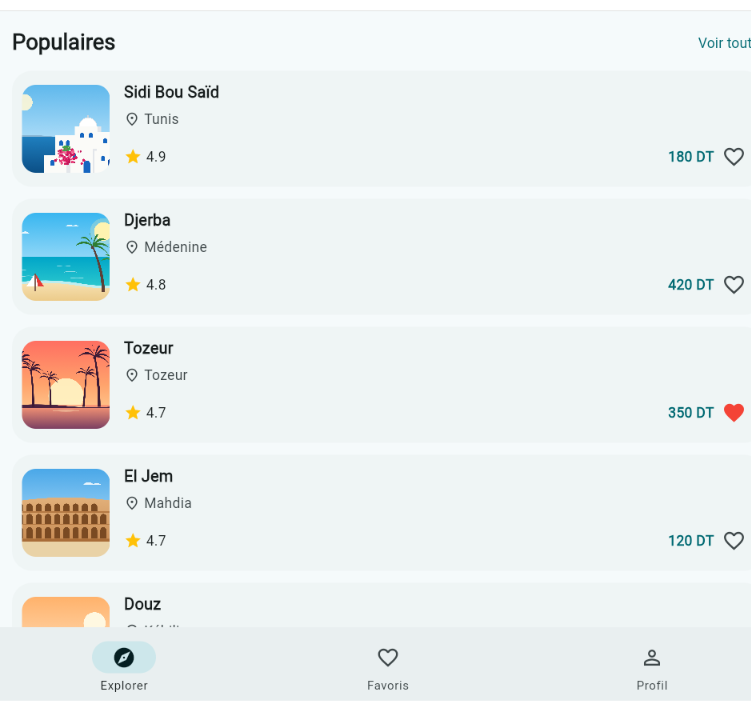 Populaires
Voir tout
Sidi Bou Saïd
Tunis
4.9
180 DT
Djerba
Médenine
4.8
420 DT
Tozeur
Tozeur
4.7
350 DT
El Jem
Mahdia
4.7
120 DT
Douz
Explorer
Favoris
Profil